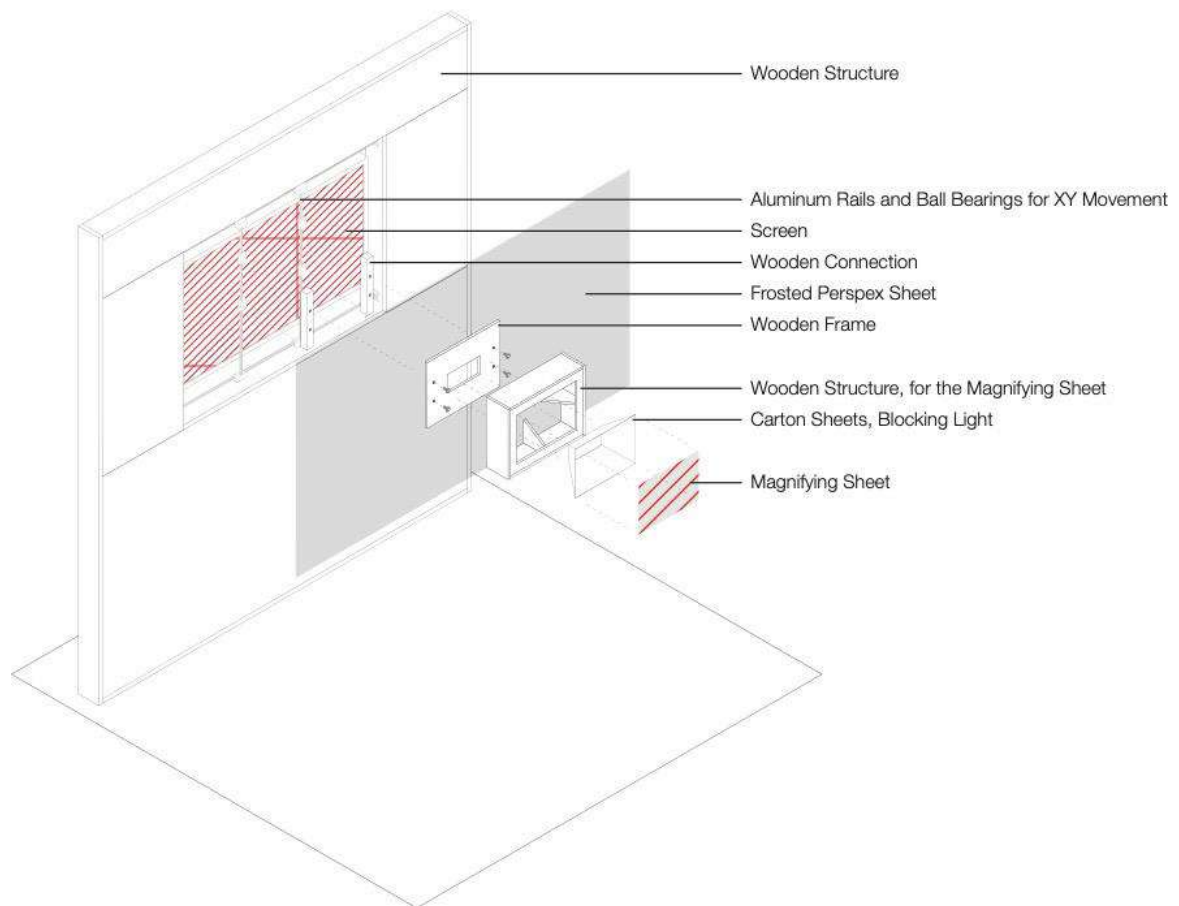 Wooden Structure
Aluminum Rails and Ball Bearings for XY Movement
Screen
Wooden Connection
Frosted Perspex Sheet
Wooden Frame
Wooden Structure, for the Magnifying Sheet
Carton Sheets, Blocking Light
Magnifying Sheet